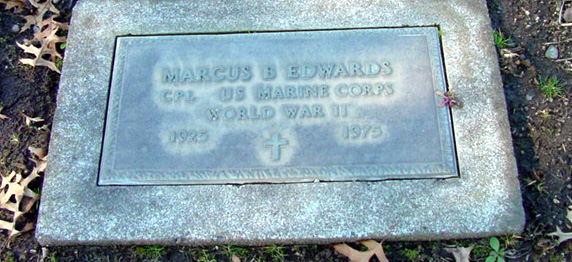 MARCUS B EDWARDS
CPL US MARINE CORPS
WORLD WAR II
1925 1975